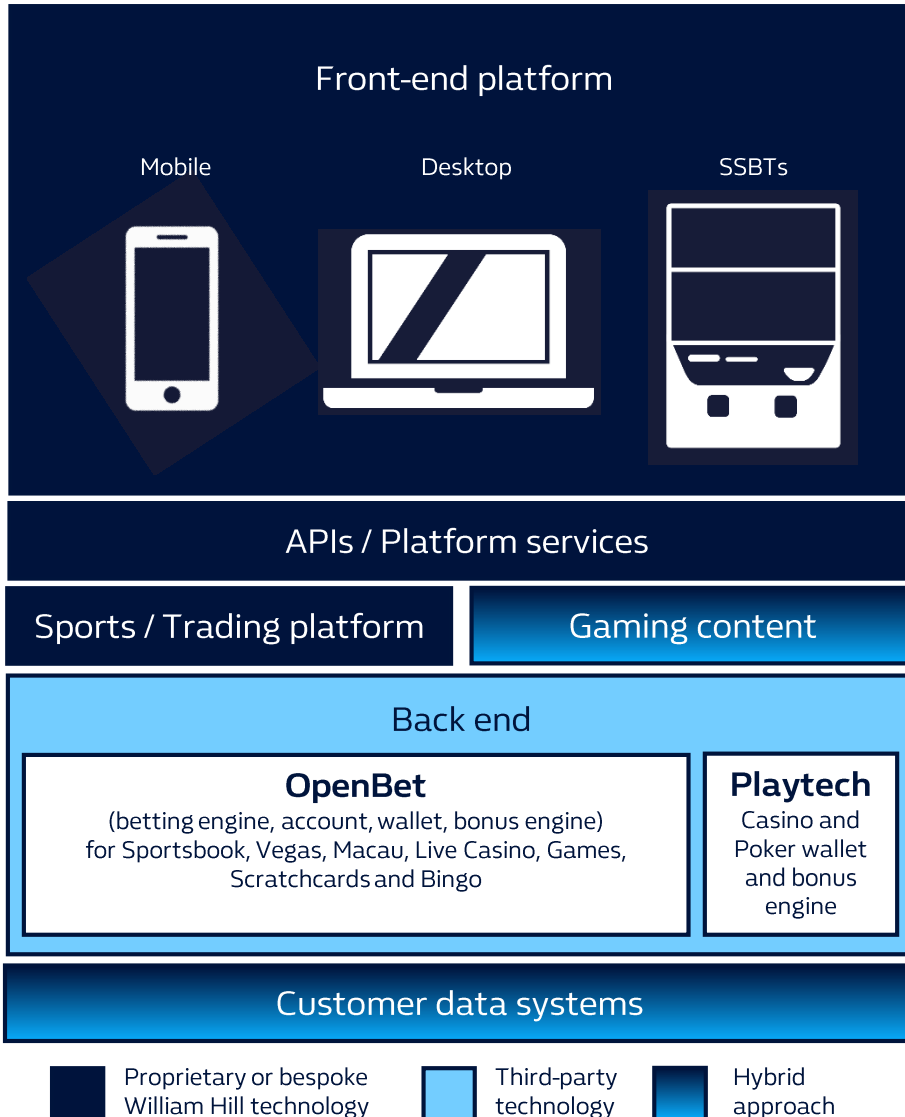 Front-end platform
Mobile
Desktop
SSBTs
APIs / Platform services
Sports / Trading platform
Gaming content
Back end
OpenBet
(betting engine, account, wallet, bonus engine)
for Sportsbook, Vegas, Macau, Live Casino, Games,
Scratchcards and Bingo
Playtech
Casino and
Poker wallet
and bonus
engine
Customer data systems
Proprietary or bespoke
William Hill technology
Third-party
technology
Hybrid
approach